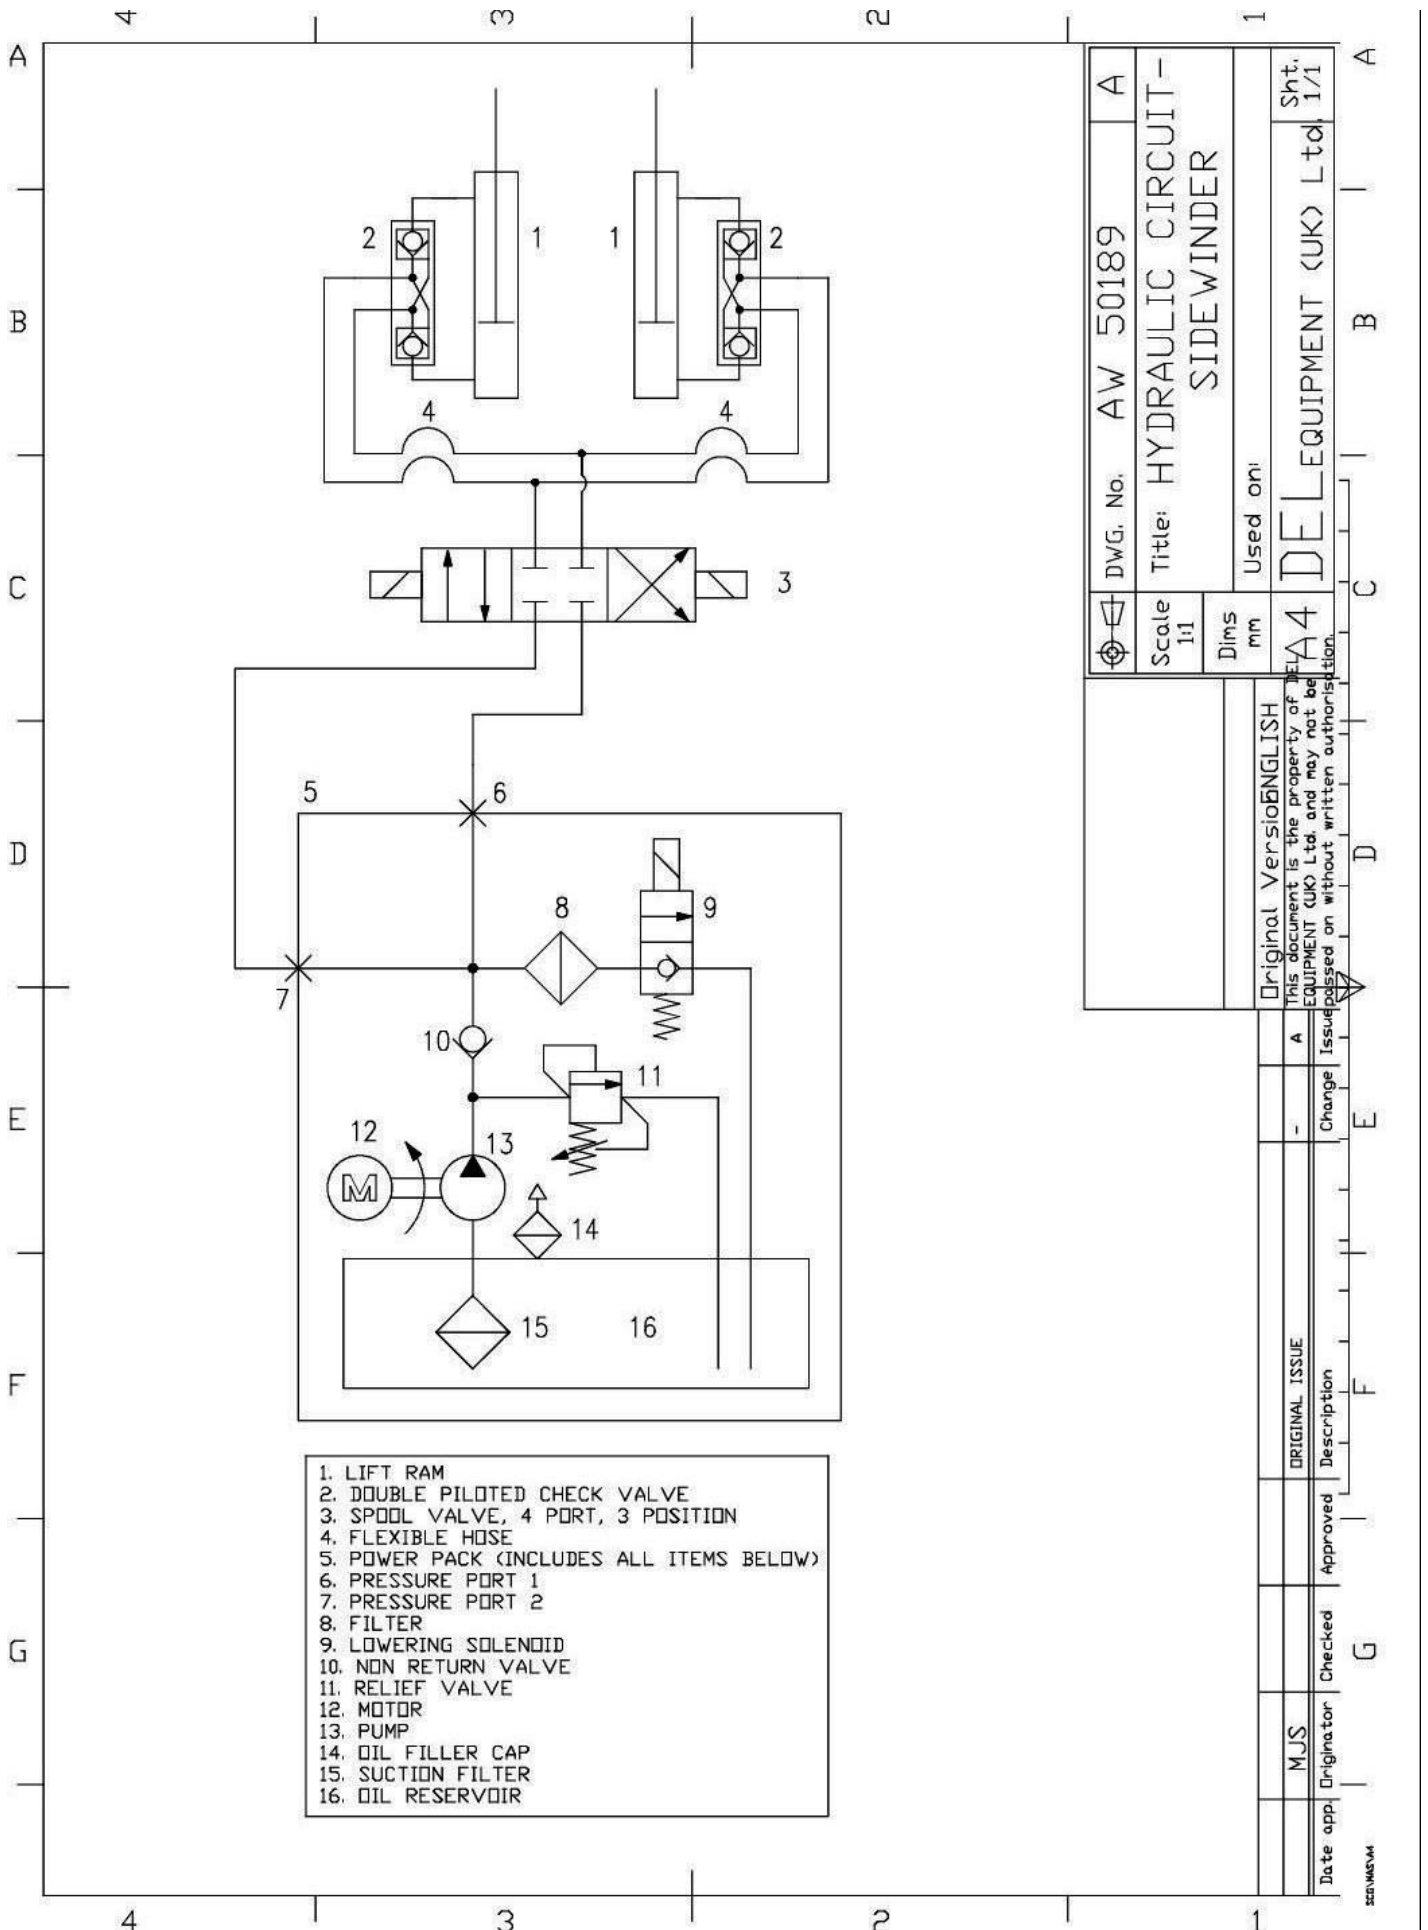 4 3 2 1
A A
B B
C C
D D
E E
F F
G G
4 3 2 1
2 1 1 2
4 4
3
5 6
8 9
7
10 11
12 13
M
14
15 16
1. LIFT RAM
2. DOUBLE PILOTED CHECK VALVE
3. SPOOL VALVE, 4 PORT, 3 POSITION
4. FLEXIBLE HOSE
5. POWER PACK (INCLUDES ALL ITEMS BELOW)
6. PRESSURE PORT 1
7. PRESSURE PORT 2
8. FILTER
9. LOWERING SOLENOID
10. NON RETURN VALVE
11. RELIEF VALVE
12. MOTOR
13. PUMP
14. OIL FILLER CAP
15. SUCTION FILTER
16. OIL RESERVOIR
DWG. No. AW 50189 A
Scale 1:1
Title: HYDRAULIC CIRCUIT-
SIDEWINDER
Dims mm
Used on:
A4 DEL EQUIPMENT (UK) Ltd. Sht. 1/1
Original Version ENGLISH
This document is the property of DEL
EQUIPMENT (UK) Ltd. and may not be
passed on without written authorisation.
MJS ORIGINAL ISSUE - A
Date app. Originator Checked Approved Description Change Issue